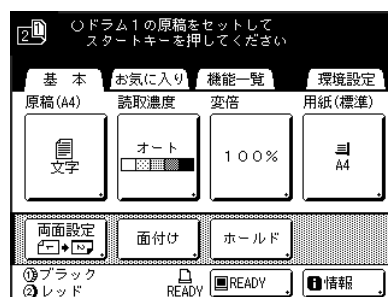 2 1 ○ドラム1の原稿をセットして
スタートキーを押してください
基本 お気に入り 機能一覧 環境設定
原稿(A4) 読取濃度 変倍 用紙(標準)
文字 オート 100% A4
両面設定 面付け ホールド
1 2
①ブラック
②レッド
READY READY 情報